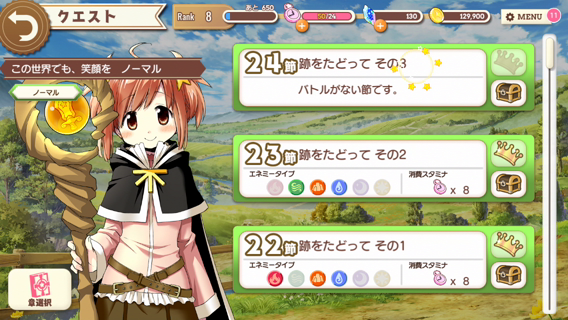 クエスト
Rank 8
あと 650
50/24
130
129,900
MENU 11
この世界でも、笑顔を ノーマル
ノーマル
章選択
24節 跡をたどって その3
バトルがない節です。
23節 跡をたどって その2
エネミータイプ
消費スタミナ
x 8
22節 跡をたどって その1
エネミータイプ
消費スタミナ
x 8